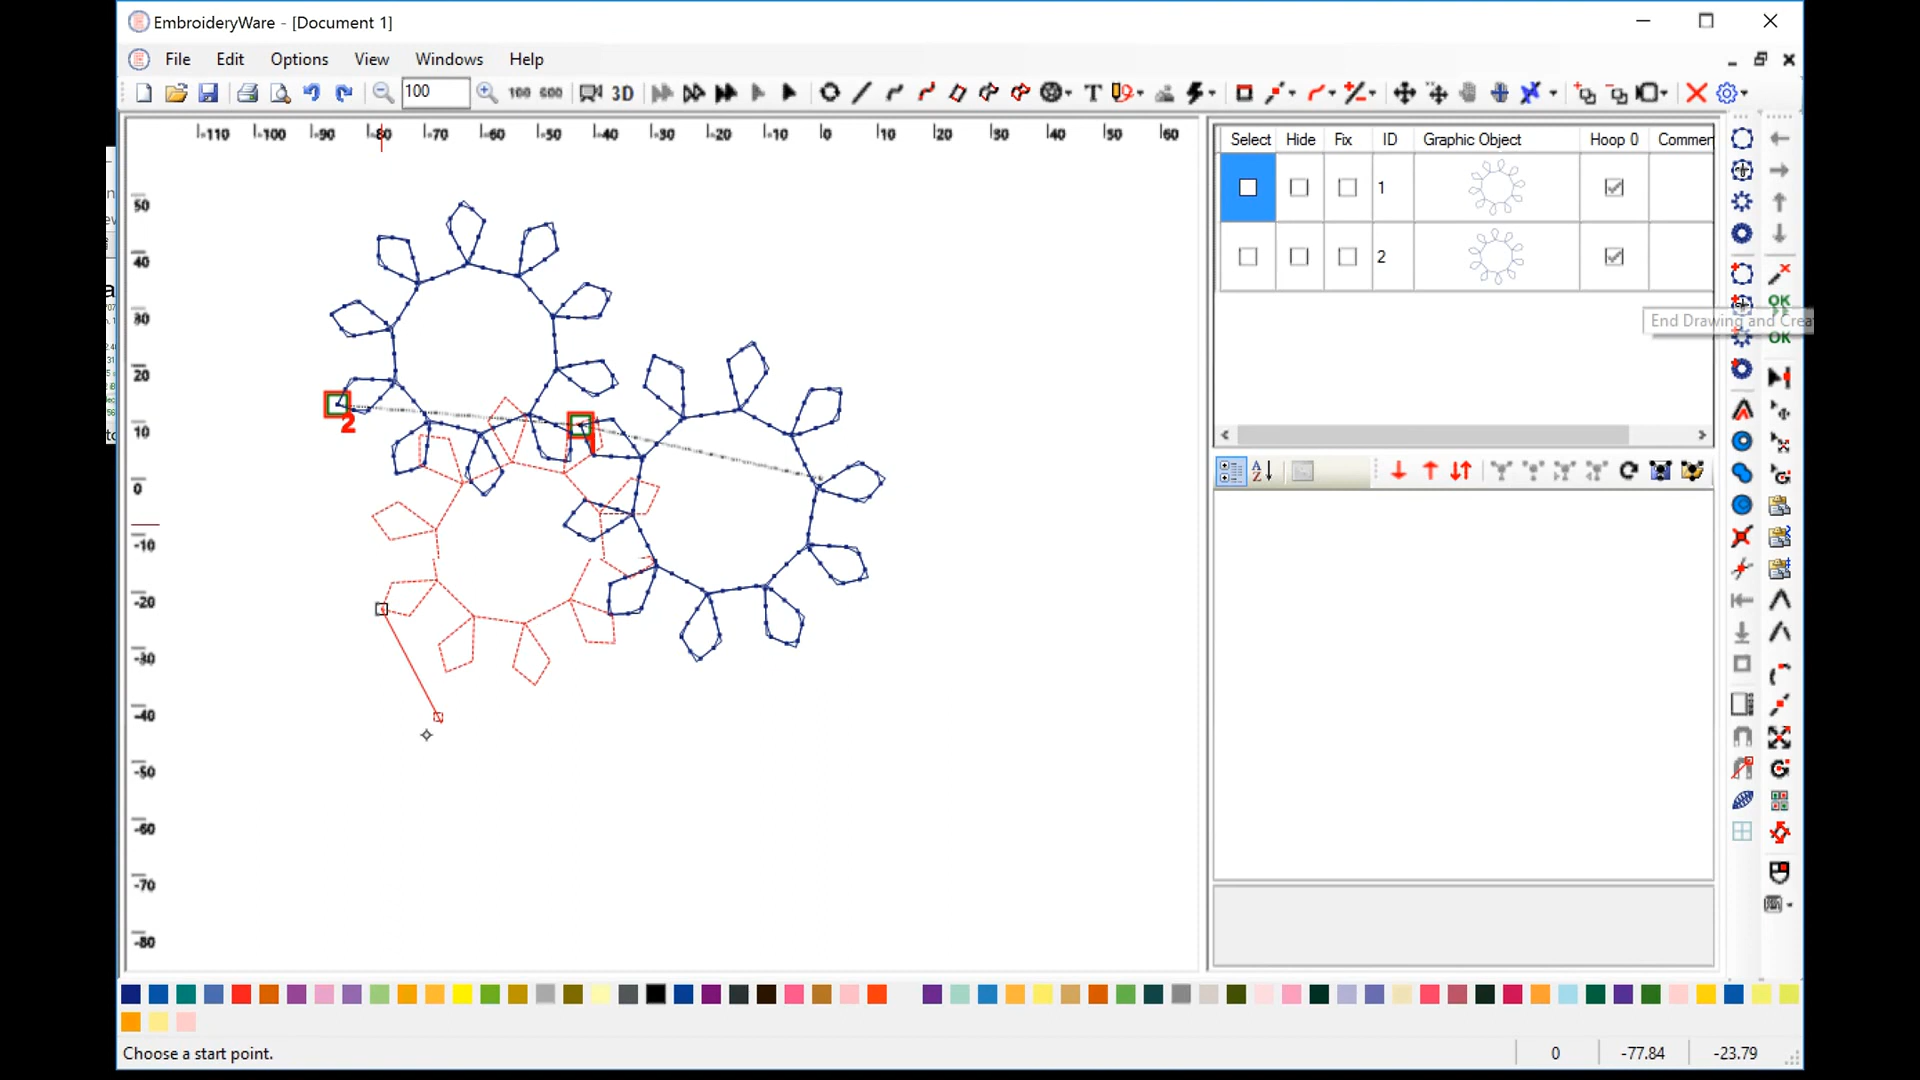 EmbroideryWare - [Document 1]
File Edit Options View Windows Help
100 100 600 3D T
-110 -100 -90 -80 -70 -60 -50 -40 -30 -20 -10 0 10 20 30 40 50 60
Select Hide Fix ID Graphic Object Hoop 0 Commer
1
2
50
40
30
20
10
0
-10
-20
-30
-40
-50
-60
-70
-80
2
1
OK
End Drawing and Crea
OK
Choose a start point. 0 -77.84 -23.79